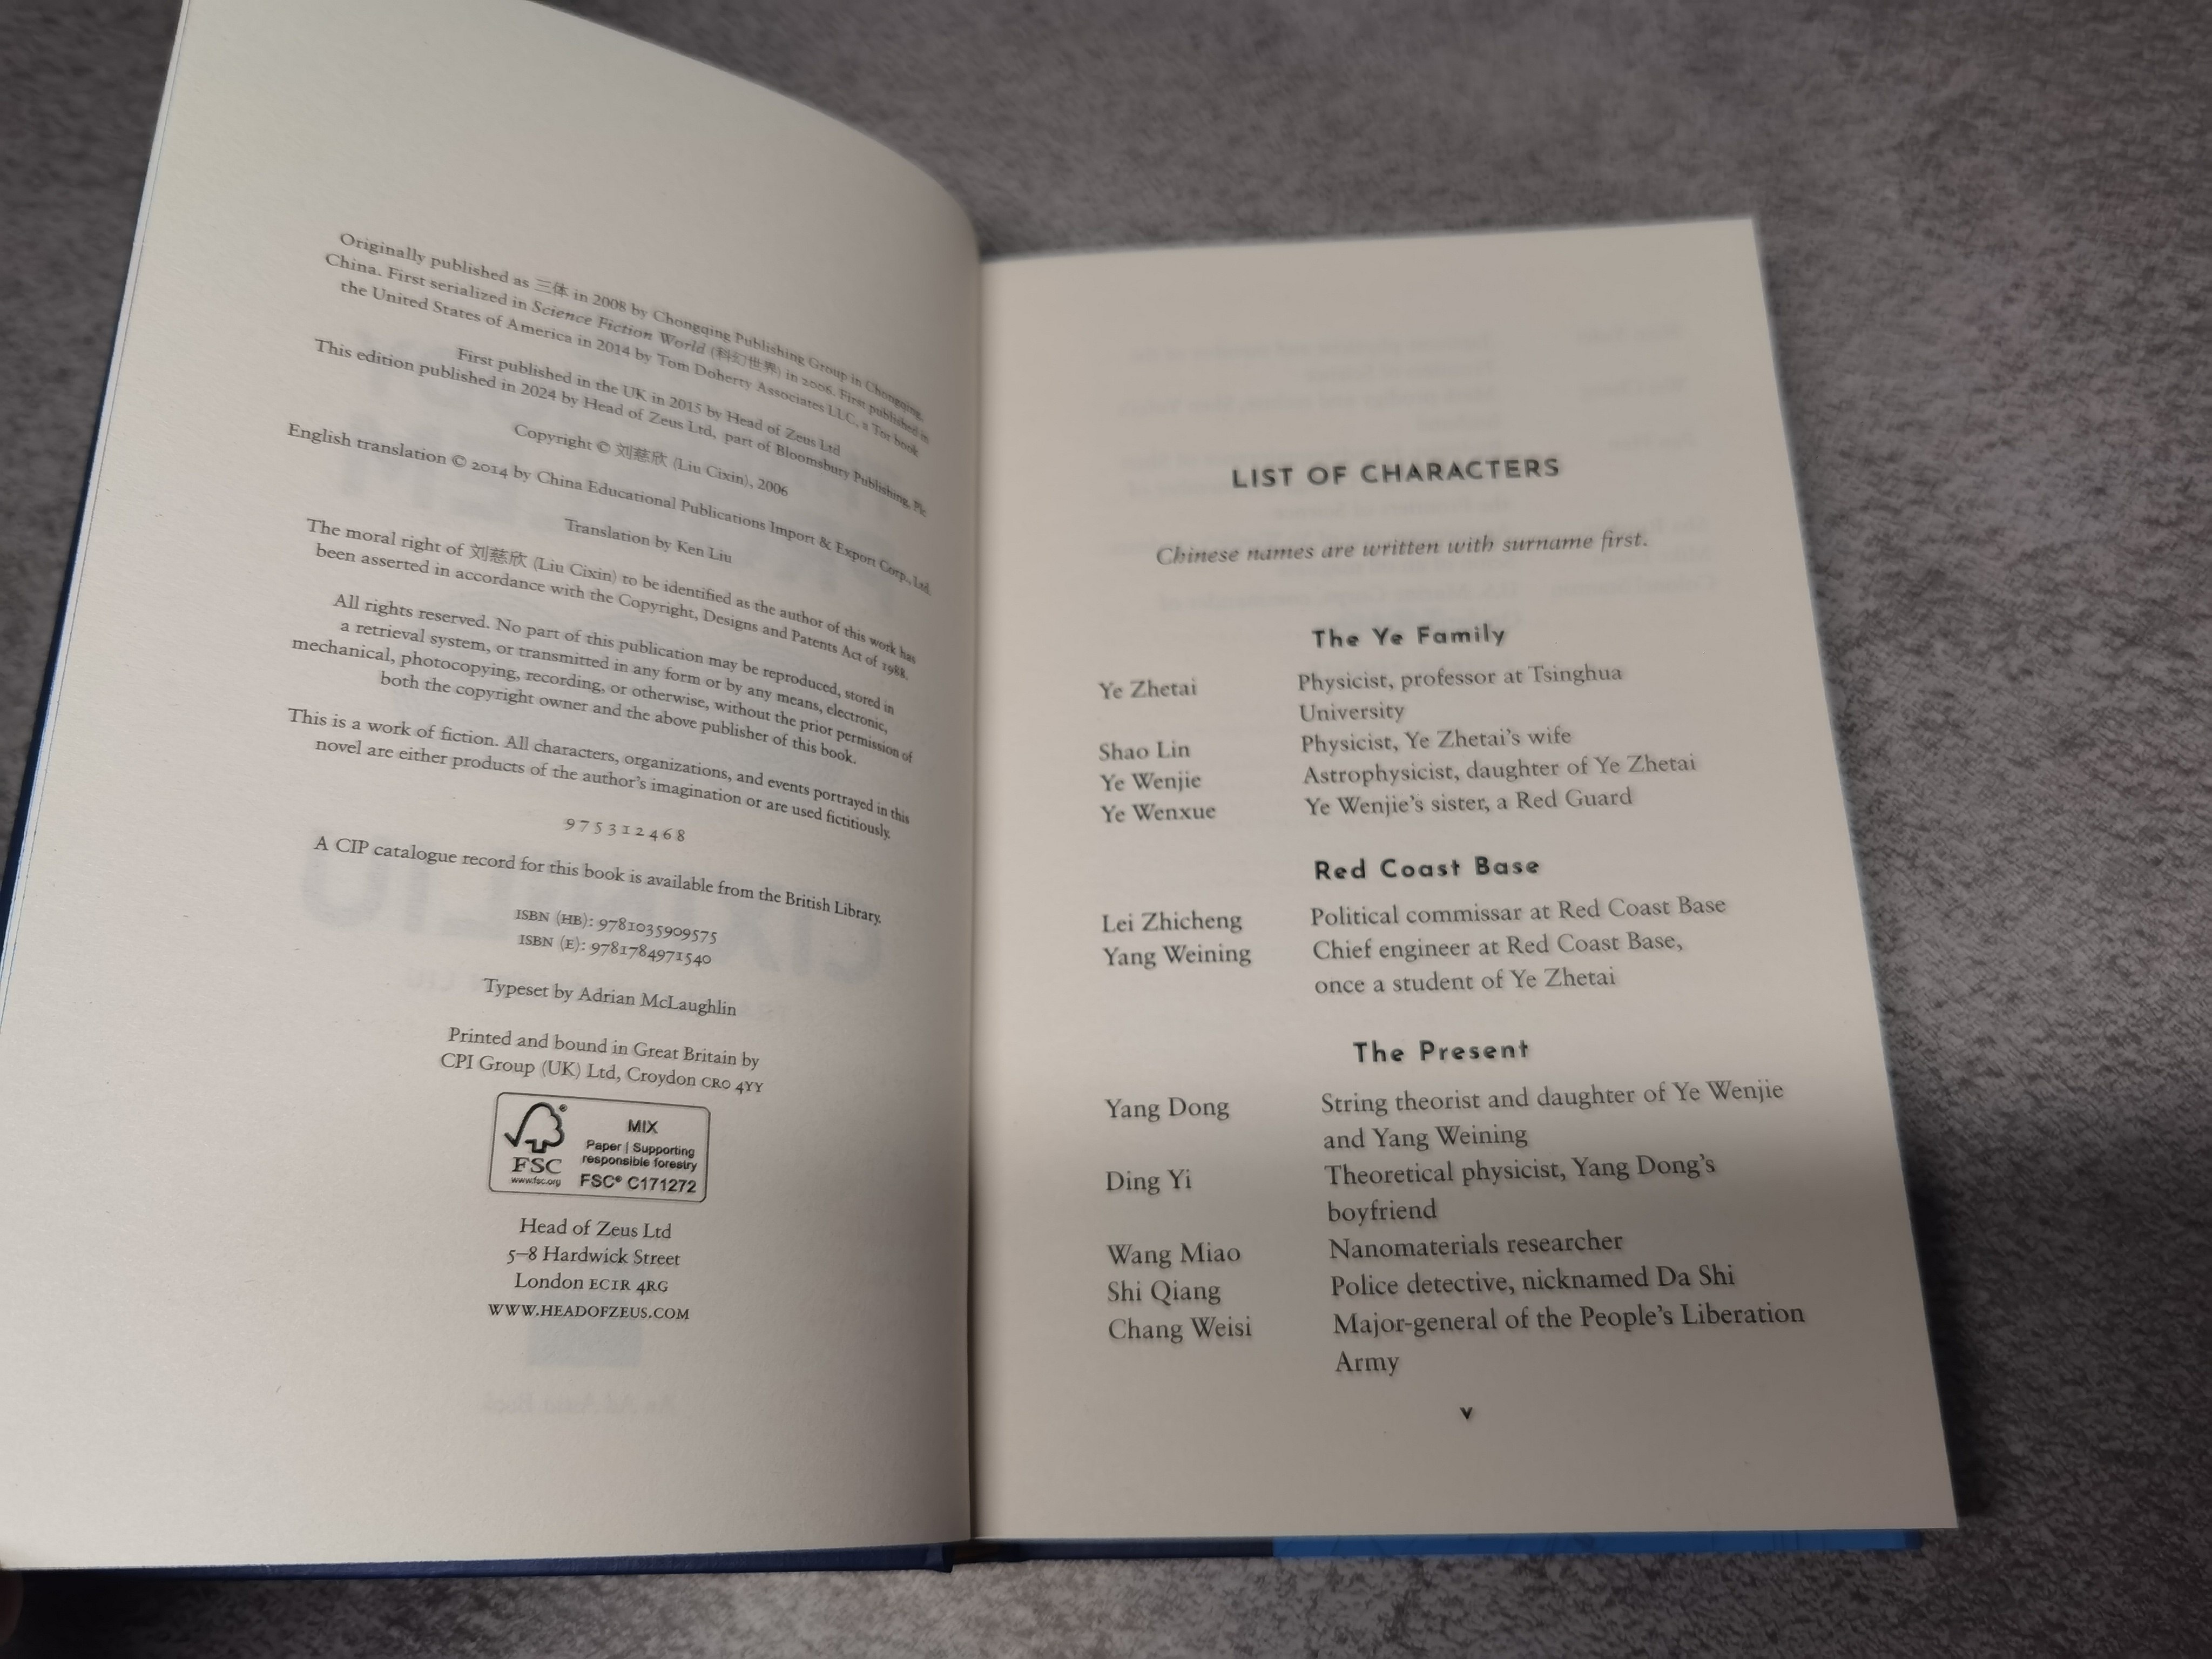 Originally published as 三体 in 2008 by Chongqing Publishing Group in Chongqing,
China. First serialized in Science Fiction World (科幻世界) in 2006. First published in
the United States of America in 2014 by Tom Doherty Associates LLC, a Tor book
First published in the UK in 2015 by Head of Zeus Ltd
This edition published in 2024 by Head of Zeus Ltd, part of Bloomsbury Publishing, Plc
Copyright © 刘慈欣 (Liu Cixin), 2006
English translation © 2014 by China Educational Publications Import & Export Corp., Ltd.
Translation by Ken Liu
The moral right of 刘慈欣 (Liu Cixin) to be identified as the author of this work has
been asserted in accordance with the Copyright, Designs and Patents Act of 1988.
All rights reserved. No part of this publication may be reproduced, stored in
a retrieval system, or transmitted in any form or by any means, electronic,
mechanical, photocopying, recording, or otherwise, without the prior permission of
both the copyright owner and the above publisher of this book.
This is a work of fiction. All characters, organizations, and events portrayed in this
novel are either products of the author's imagination or are used fictitiously.
9 7 5 3 1 2 4 6 8
A CIP catalogue record for this book is available from the British Library.
ISBN (HB): 9781035909575
ISBN (E): 9781784971540
Typeset by Adrian McLaughlin
Printed and bound in Great Britain by
CPI Group (UK) Ltd, Croydon CR0 4YY
MIX
Paper | Supporting
responsible forestry
FSC
www.fsc.org
FSC® C171272
Head of Zeus Ltd
5–8 Hardwick Street
London EC1R 4RG
WWW.HEADOFZEUS.COM
LIST OF CHARACTERS
Chinese names are written with surname first.
The Ye Family
Ye Zhetai Physicist, professor at Tsinghua
University
Shao Lin Physicist, Ye Zhetai's wife
Ye Wenjie Astrophysicist, daughter of Ye Zhetai
Ye Wenxue Ye Wenjie's sister, a Red Guard
Red Coast Base
Lei Zhicheng Political commissar at Red Coast Base
Yang Weining Chief engineer at Red Coast Base,
once a student of Ye Zhetai
The Present
Yang Dong String theorist and daughter of Ye Wenjie
and Yang Weining
Ding Yi Theoretical physicist, Yang Dong's
boyfriend
Wang Miao Nanomaterials researcher
Shi Qiang Police detective, nicknamed Da Shi
Chang Weisi Major-general of the People's Liberation
Army
v